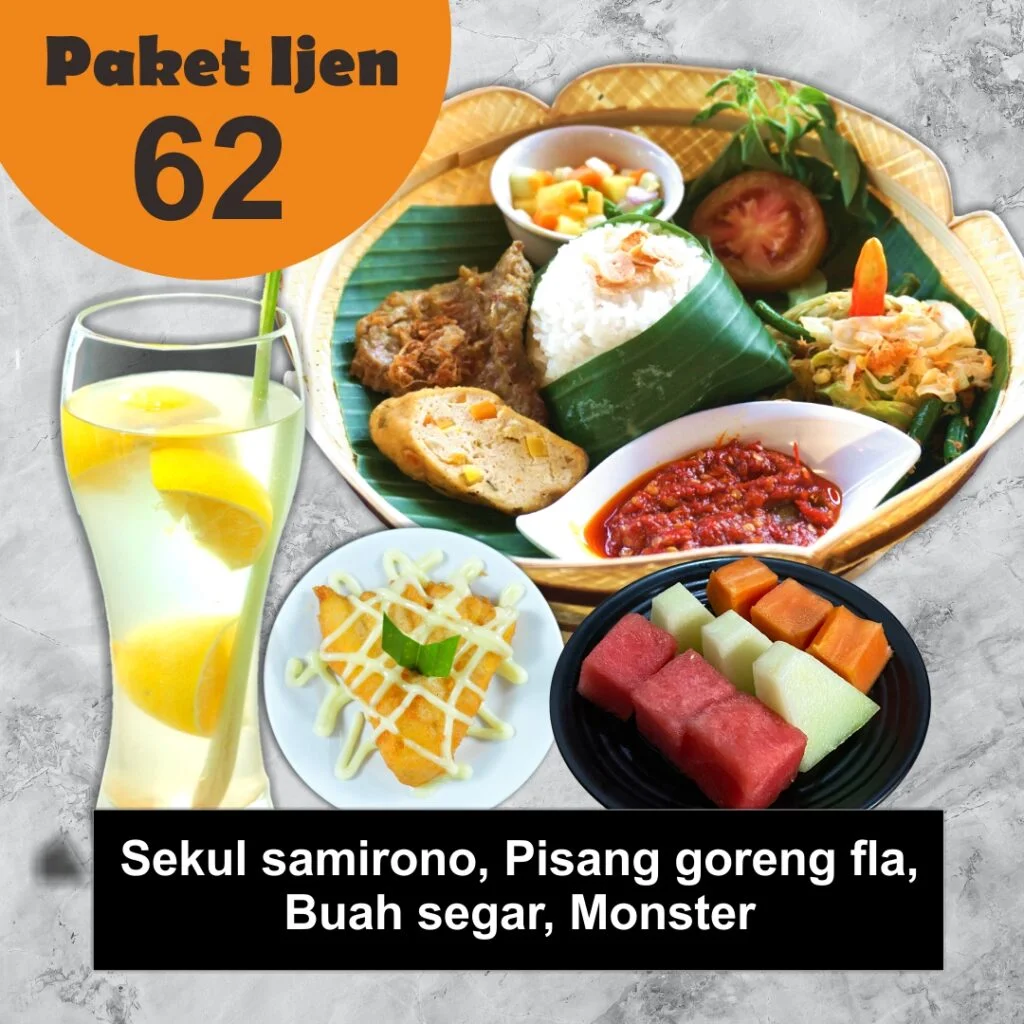 Paket Ijen
62
Sekul samirono, Pisang goreng fla,
Buah segar, Monster